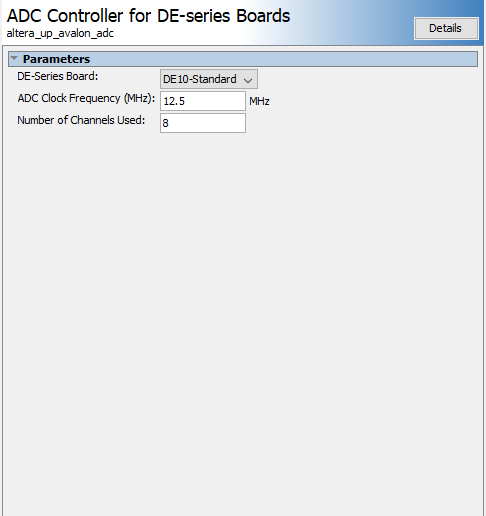 ADC Controller for DE-series Boards
altera_up_avalon_adc
Details
Parameters
DE-Series Board: DE10-Standard
ADC Clock Frequency (MHz): 12.5 MHz
Number of Channels Used: 8